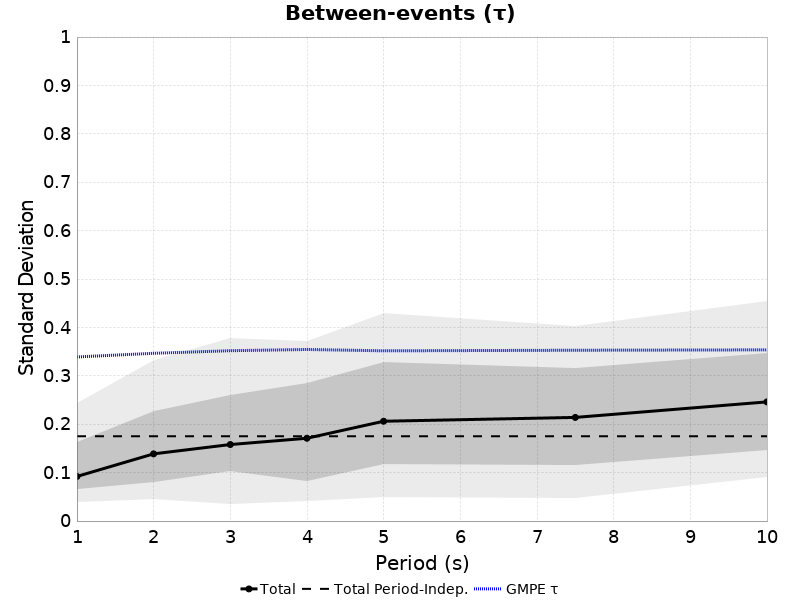 Between-events (τ)
Standard Deviation
1
0.9
0.8
0.7
0.6
0.5
0.4
0.3
0.2
0.1
0
1 2 3 4 5 6 7 8 9 10
Period (s)
Total Total Period-Indep. GMPE τ